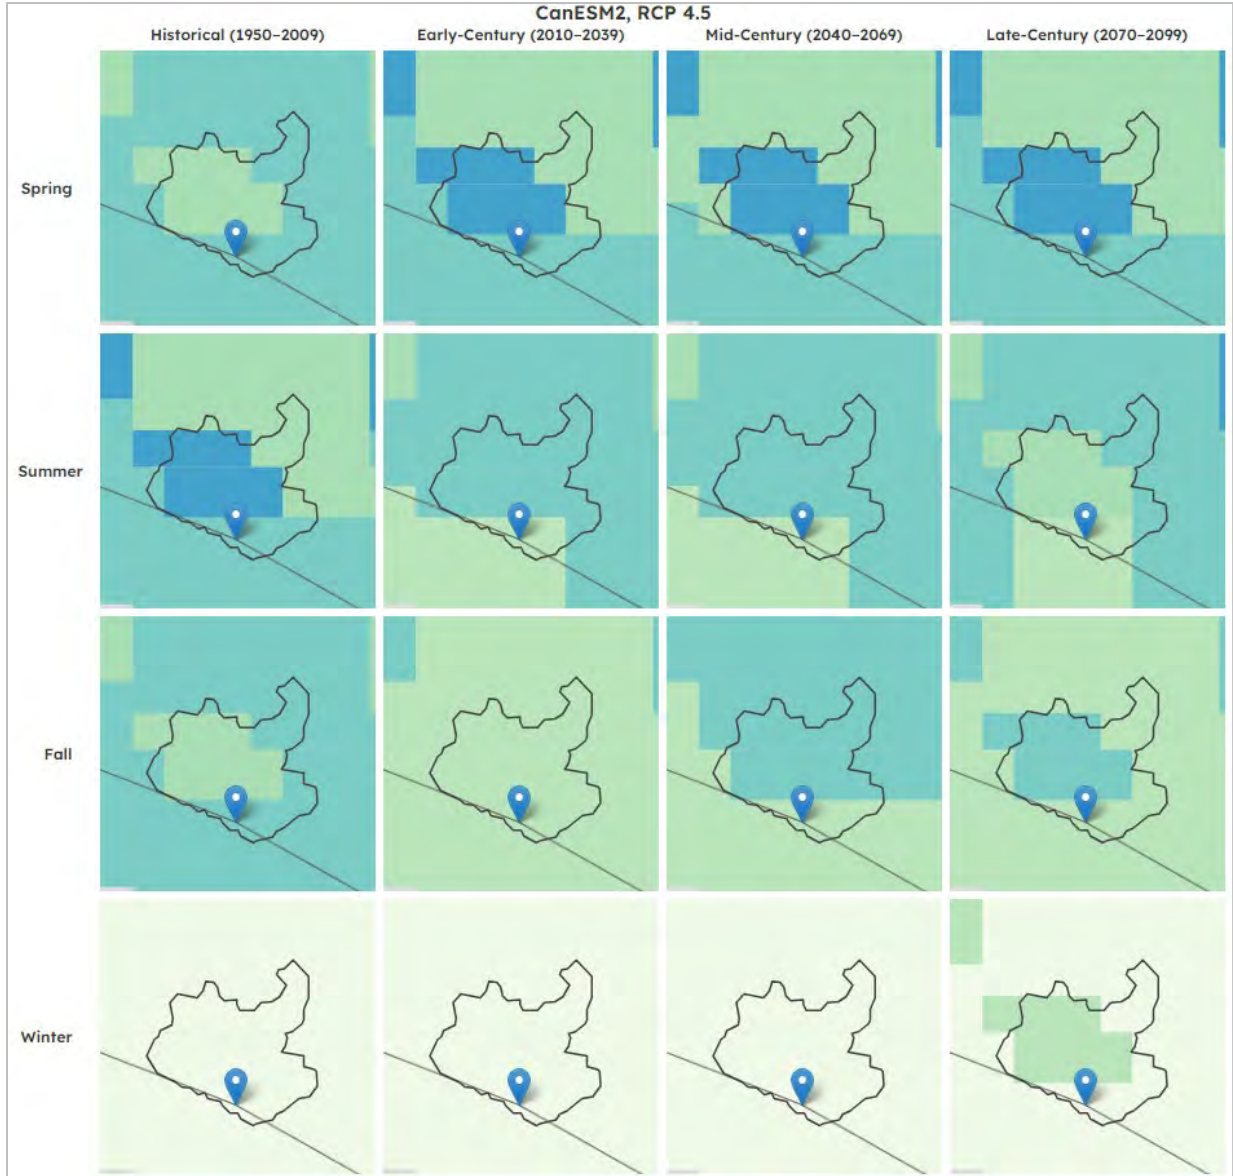 CanESM2, RCP 4.5
Historical (1950–2009) Early-Century (2010–2039) Mid-Century (2040–2069) Late-Century (2070–2099)
Spring
Summer
Fall
Winter